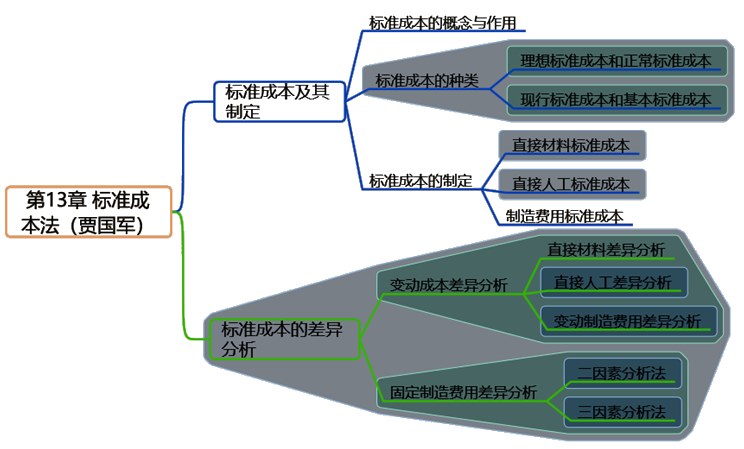 标准成本的概念与作用
理想标准成本和正常标准成本
标准成本的种类
标准成本及其
制定
现行标准成本和基本标准成本
直接材料标准成本
标准成本的制定
直接人工标准成本
第13章 标准成
本法（贾国军）
制造费用标准成本
直接材料差异分析
变动成本差异分析
直接人工差异分析
标准成本的差异
分析
变动制造费用差异分析
二因素分析法
固定制造费用差异分析
三因素分析法